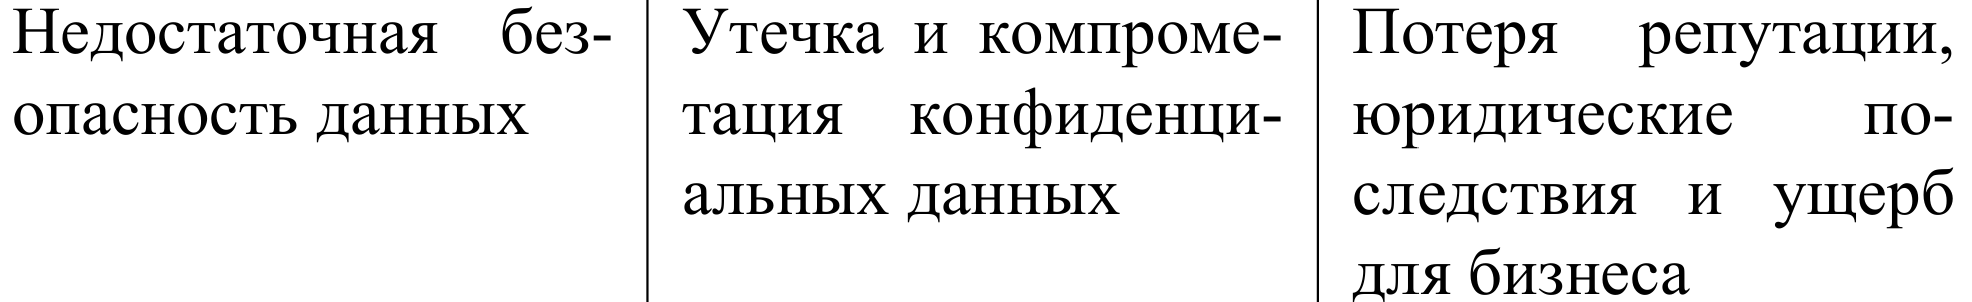 Недостаточная без-
опасность данных
Утечка и компроме-
тация конфиденци-
альных данных
Потеря репутации,
юридические по-
следствия и ущерб
для бизнеса